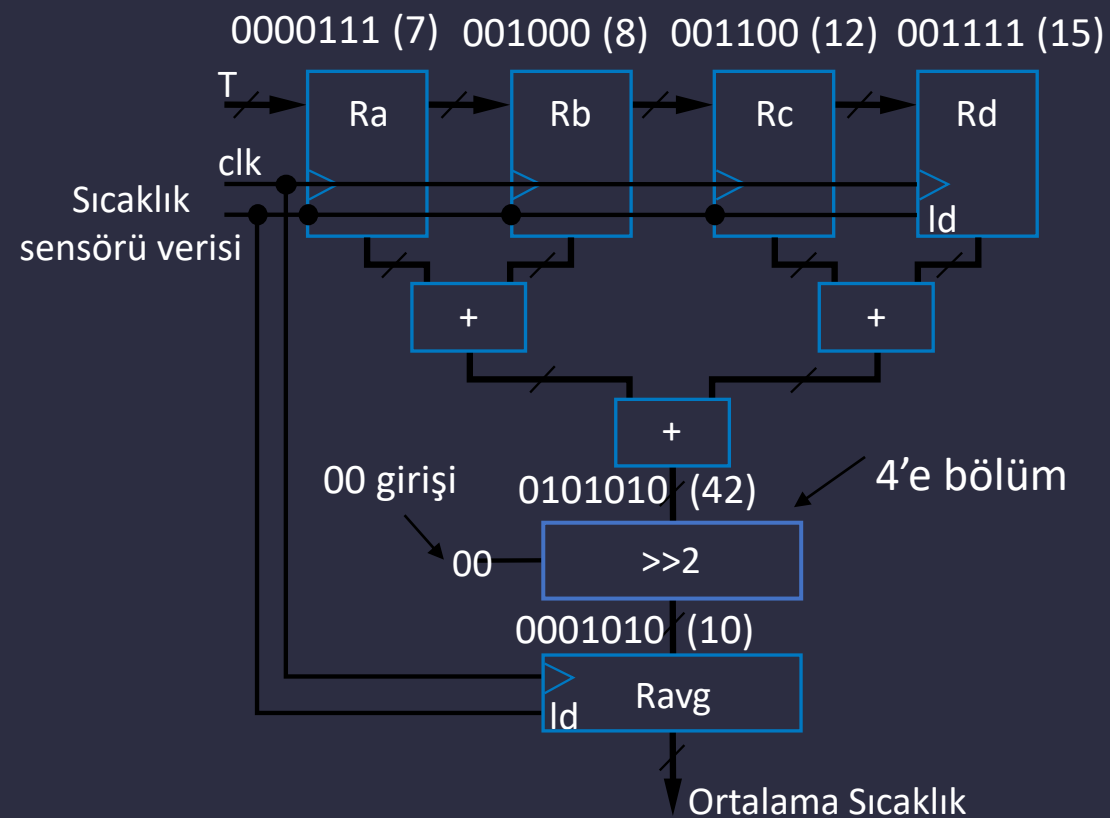 0000111 (7) 001000 (8) 001100 (12) 001111 (15)
T
Ra Rb Rc Rd
clk
Sıcaklık
sensörü verisi
ld
+ +
+
00 girişi
0101010 (42)
4’e bölüm
00
>>2
0001010 (10)
Ravg
ld
Ortalama Sıcaklık